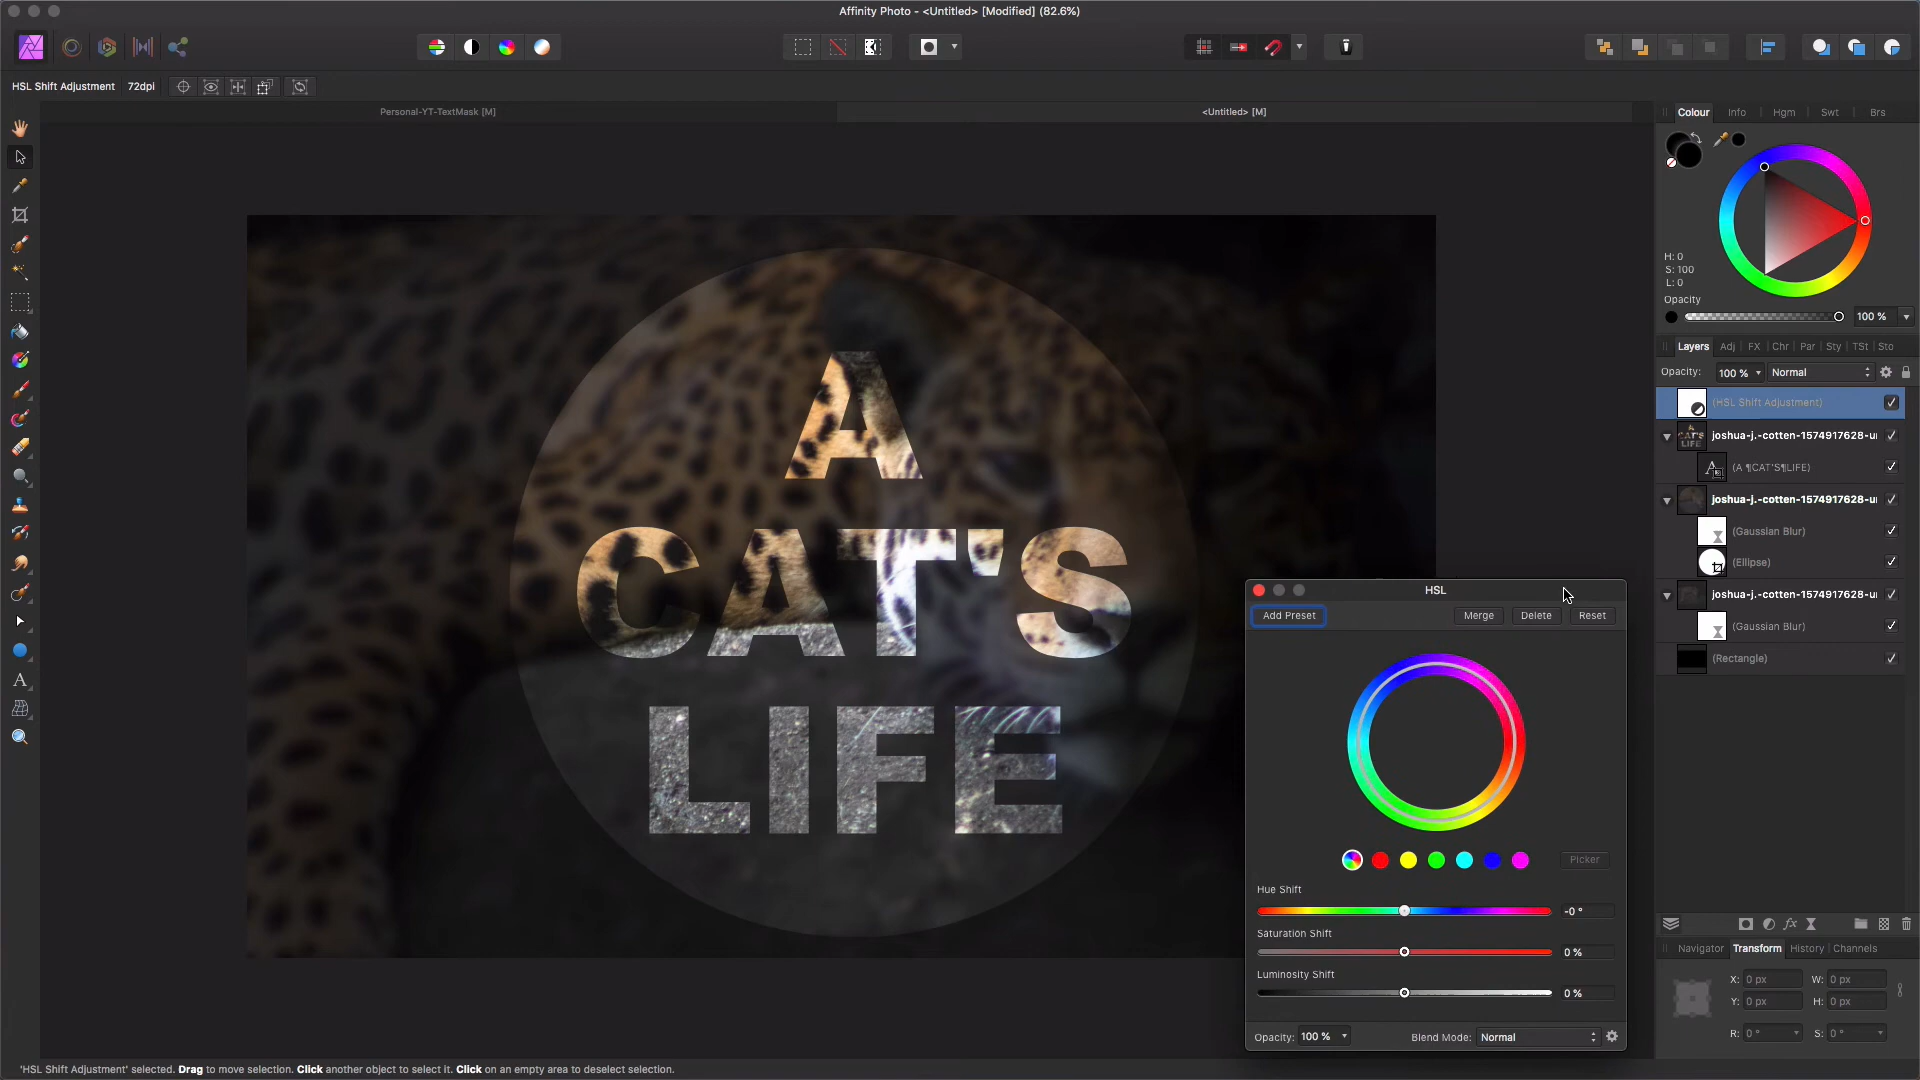 Affinity Photo - <Untitled> [Modified] (82.6%)
HSL Shift Adjustment 72dpi
Personal-YT-TextMask [M]
<Untitled> [M]
Colour Info Hgm Swt Brs
H: 0
S: 100
L: 0
Opacity
100 %
Layers Adj FX Chr Par Sty TSt Sto
Opacity: 100 % Normal
(HSL Shift Adjustment)
joshua-j.-cotten-1574917628-u
(A ¶CAT'S¶LIFE)
joshua-j.-cotten-1574917628-u
(Gaussian Blur)
(Ellipse)
joshua-j.-cotten-1574917628-u
(Gaussian Blur)
(Rectangle)
A
CAT'S
LIFE
HSL
Add Preset Merge Delete Reset
Picker
Hue Shift
-0 °
Saturation Shift
0 %
Luminosity Shift
0 %
Opacity: 100 % Blend Mode: Normal
Navigator Transform History Channels
X: 0 px W: 0 px
Y: 0 px H: 0 px
R: 0 ° S: 0 °
'HSL Shift Adjustment' selected. Drag to move selection. Click another object to select it. Click on an empty area to deselect selection.